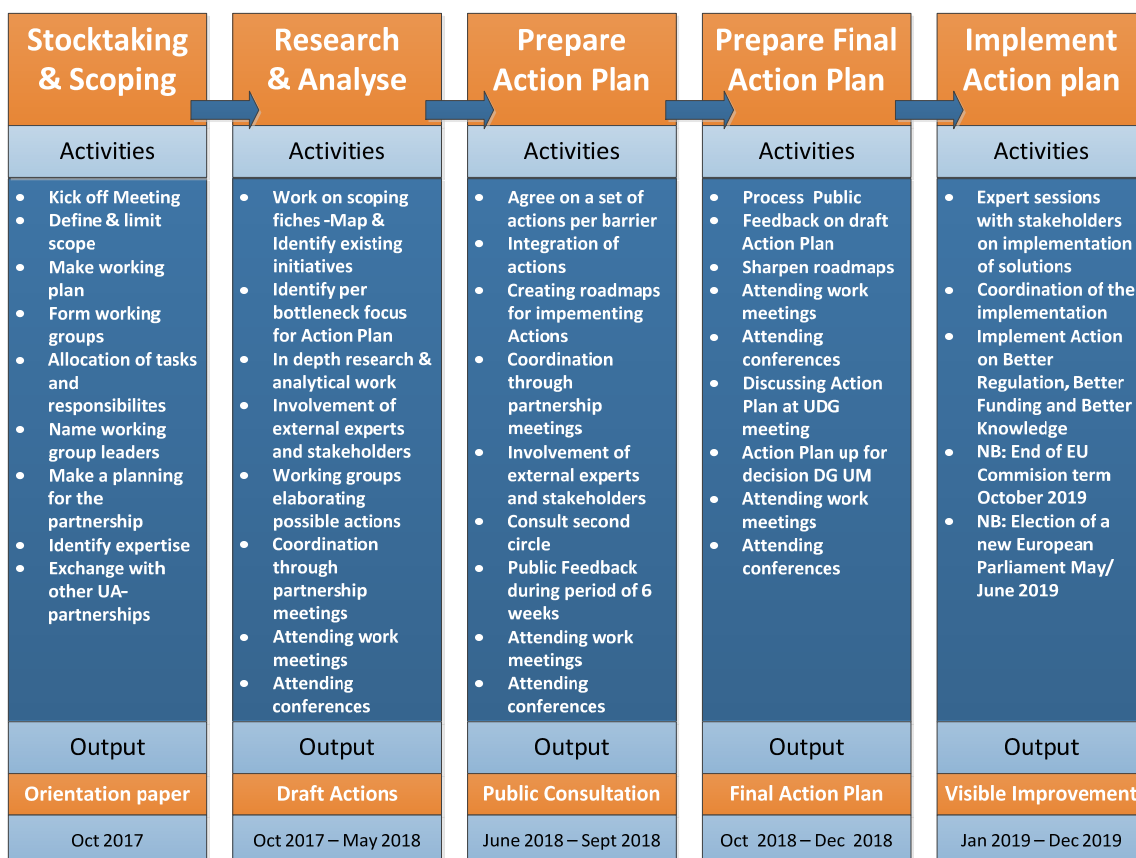 Stocktaking
& Scoping
Activities
• Kick off Meeting
• Define & limit
scope
• Make working
plan
• Form working
groups
• Allocation of tasks
and
responsibilites
• Name working
group leaders
• Make a planning
for the
partnership
• Identify expertise
• Exchange with
other UA-
partnerships
Output
Orientation paper
Oct 2017
Research
& Analyse
Activities
• Work on scoping
fiches -Map &
Identify existing
initiatives
• Identify per
bottleneck focus
for Action Plan
• In depth research &
analytical work
• Involvement of
external experts
and stakeholders
• Working groups
elaborating
possible actions
• Coordination
through
partnership
meetings
• Attending work
meetings
• Attending
conferences
Output
Draft Actions
Oct 2017 – May 2018
Prepare
Action Plan
Activities
• Agree on a set of
actions per barrier
• Integration of
actions
• Creating roadmaps
for impementing
Actions
• Coordination
through
partnership
meetings
• Involvement of
external experts
and stakeholders
• Consult second
circle
• Public Feedback
during period of 6
weeks
• Attending work
meetings
• Attending
conferences
Output
Public Consultation
June 2018 – Sept 2018
Prepare Final
Action Plan
Activities
• Process Public
• Feedback on draft
Action Plan
• Sharpen roadmaps
• Attending work
meetings
• Attending
conferences
• Discussing Action
Plan at UDG
meeting
• Action Plan up for
decision DG UM
• Attending work
meetings
• Attending
conferences
Output
Final Action Plan
Oct 2018 – Dec 2018
Implement
Action plan
Activities
• Expert sessions
with stakeholders
on implementation
of solutions
• Coordination of the
implementation
• Implement Action
on Better
Regulation, Better
Funding and Better
Knowledge
• NB: End of EU
Commision term
October 2019
• NB: Election of a
new European
Parliament May/
June 2019
Output
Visible Improvement
Jan 2019 – Dec 2019